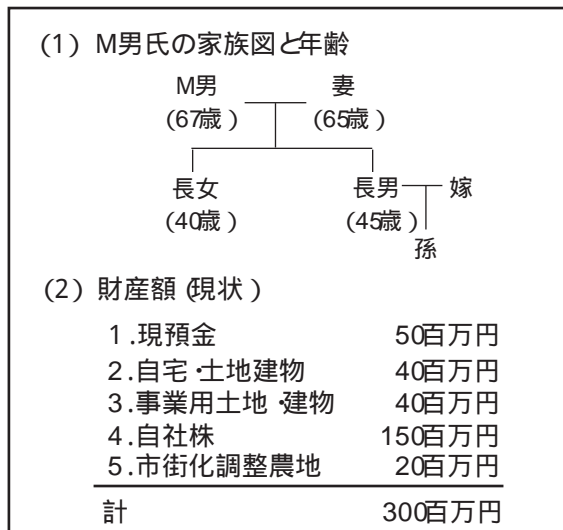 (1) M男氏の家族図と年齢
M男 妻
(67歳) (65歳)
長女 長男 嫁
(40歳) (45歳)
孫
(2) 財産額(現状)
1.現預金 50百万円
2.自宅・土地建物 40百万円
3.事業用土地・建物 40百万円
4.自社株 150百万円
5.市街化調整農地 20百万円
計 300百万円